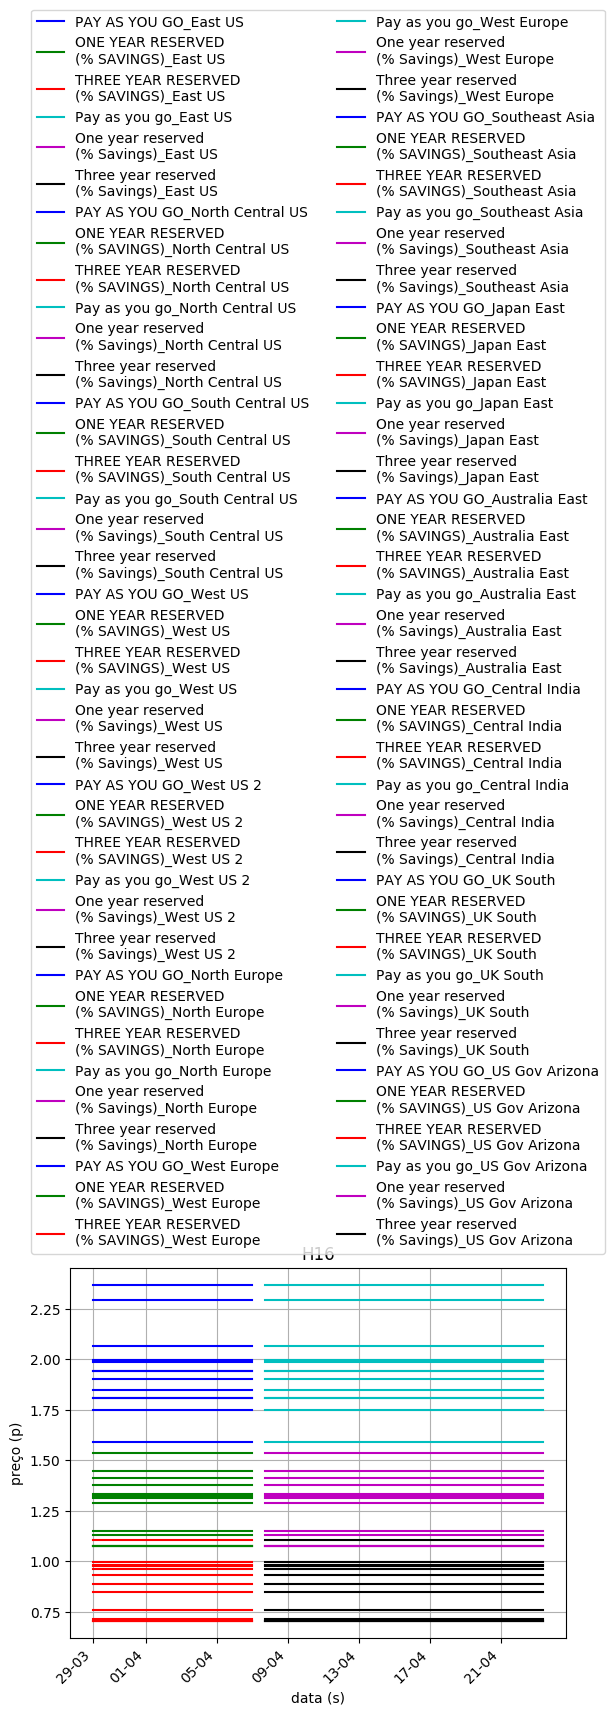 PAY AS YOU GO_East US
ONE YEAR RESERVED
(% SAVINGS)_East US
THREE YEAR RESERVED
(% SAVINGS)_East US
Pay as you go_East US
One year reserved
(% Savings)_East US
Three year reserved
(% Savings)_East US
PAY AS YOU GO_North Central US
ONE YEAR RESERVED
(% SAVINGS)_North Central US
THREE YEAR RESERVED
(% SAVINGS)_North Central US
Pay as you go_North Central US
One year reserved
(% Savings)_North Central US
Three year reserved
(% Savings)_North Central US
PAY AS YOU GO_South Central US
ONE YEAR RESERVED
(% SAVINGS)_South Central US
THREE YEAR RESERVED
(% SAVINGS)_South Central US
Pay as you go_South Central US
One year reserved
(% Savings)_South Central US
Three year reserved
(% Savings)_South Central US
PAY AS YOU GO_West US
ONE YEAR RESERVED
(% SAVINGS)_West US
THREE YEAR RESERVED
(% SAVINGS)_West US
Pay as you go_West US
One year reserved
(% Savings)_West US
Three year reserved
(% Savings)_West US
PAY AS YOU GO_West US 2
ONE YEAR RESERVED
(% SAVINGS)_West US 2
THREE YEAR RESERVED
(% SAVINGS)_West US 2
Pay as you go_West US 2
One year reserved
(% Savings)_West US 2
Three year reserved
(% Savings)_West US 2
PAY AS YOU GO_North Europe
ONE YEAR RESERVED
(% SAVINGS)_North Europe
THREE YEAR RESERVED
(% SAVINGS)_North Europe
Pay as you go_North Europe
One year reserved
(% Savings)_North Europe
Three year reserved
(% Savings)_North Europe
PAY AS YOU GO_West Europe
ONE YEAR RESERVED
(% SAVINGS)_West Europe
THREE YEAR RESERVED
(% SAVINGS)_West Europe
Pay as you go_West Europe
One year reserved
(% Savings)_West Europe
Three year reserved
(% Savings)_West Europe
PAY AS YOU GO_Southeast Asia
ONE YEAR RESERVED
(% SAVINGS)_Southeast Asia
THREE YEAR RESERVED
(% SAVINGS)_Southeast Asia
Pay as you go_Southeast Asia
One year reserved
(% Savings)_Southeast Asia
Three year reserved
(% Savings)_Southeast Asia
PAY AS YOU GO_Japan East
ONE YEAR RESERVED
(% SAVINGS)_Japan East
THREE YEAR RESERVED
(% SAVINGS)_Japan East
Pay as you go_Japan East
One year reserved
(% Savings)_Japan East
Three year reserved
(% Savings)_Japan East
PAY AS YOU GO_Australia East
ONE YEAR RESERVED
(% SAVINGS)_Australia East
THREE YEAR RESERVED
(% SAVINGS)_Australia East
Pay as you go_Australia East
One year reserved
(% Savings)_Australia East
Three year reserved
(% Savings)_Australia East
PAY AS YOU GO_Central India
ONE YEAR RESERVED
(% SAVINGS)_Central India
THREE YEAR RESERVED
(% SAVINGS)_Central India
Pay as you go_Central India
One year reserved
(% Savings)_Central India
Three year reserved
(% Savings)_Central India
PAY AS YOU GO_UK South
ONE YEAR RESERVED
(% SAVINGS)_UK South
THREE YEAR RESERVED
(% SAVINGS)_UK South
Pay as you go_UK South
One year reserved
(% Savings)_UK South
Three year reserved
(% Savings)_UK South
PAY AS YOU GO_US Gov Arizona
ONE YEAR RESERVED
(% SAVINGS)_US Gov Arizona
THREE YEAR RESERVED
(% SAVINGS)_US Gov Arizona
Pay as you go_US Gov Arizona
One year reserved
(% Savings)_US Gov Arizona
Three year reserved
(% Savings)_US Gov Arizona
H16
preço (p)
2.25
2.00
1.75
1.50
1.25
1.00
0.75
29-03
01-04
05-04
09-04
13-04
17-04
21-04
data (s)